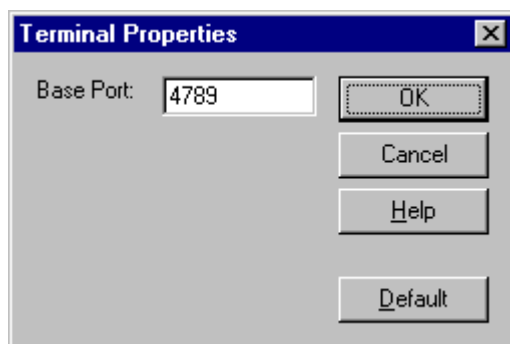 Terminal Properties
Base Port: 4789
OK
Cancel
Help
Default